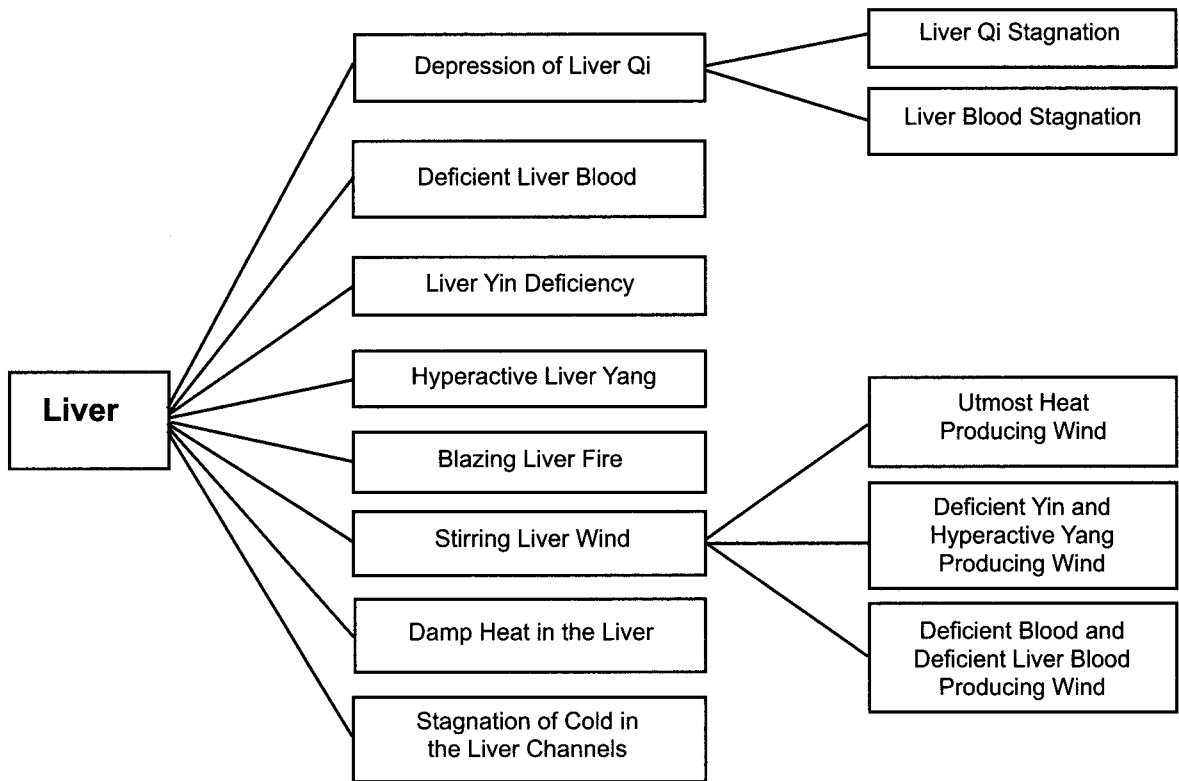 Liver
Depression of Liver Qi
Liver Qi Stagnation
Liver Blood Stagnation
Deficient Liver Blood
Liver Yin Deficiency
Hyperactive Liver Yang
Blazing Liver Fire
Stirring Liver Wind
Utmost Heat
Producing Wind
Deficient Yin and
Hyperactive Yang
Producing Wind
Deficient Blood and
Deficient Liver Blood
Producing Wind
Damp Heat in the Liver
Stagnation of Cold in
the Liver Channels